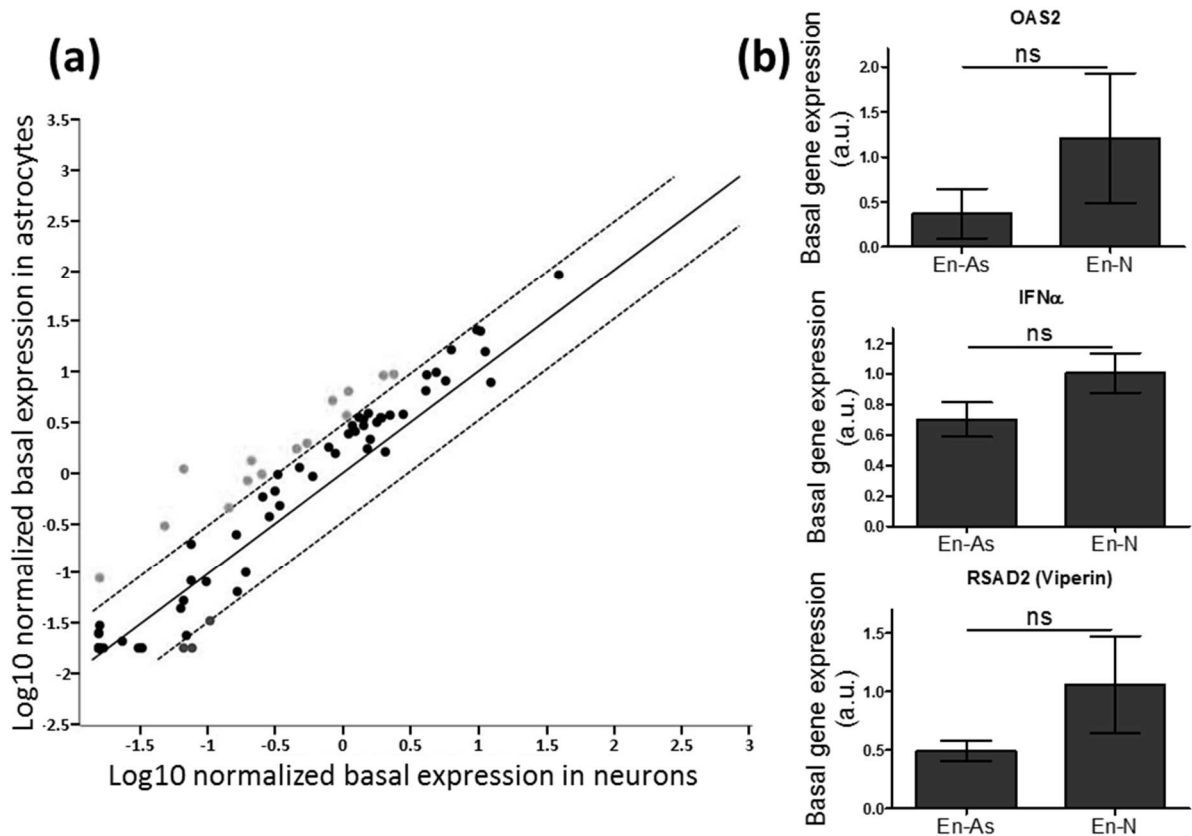 (a)
Log10 normalized basal expression in astrocytes
3.5
3
2.5
2
1.5
1
0.5
0
-0.5
-1
-1.5
-2
-2.5
-1.5
-1
-0.5
0
0.5
1
1.5
2
2.5
3
Log10 normalized basal expression in neurons
(b)
OAS2
Basal gene expression
(a.u.)
2.0
1.5
1.0
0.5
0.0
ns
En-As
En-N
IFNα
Basal gene expression
(a.u.)
1.2
1.0
0.8
0.6
0.4
0.2
0.0
ns
En-As
En-N
RSAD2 (Viperin)
Basal gene expression
(a.u.)
1.5
1.0
0.5
0.0
ns
En-As
En-N